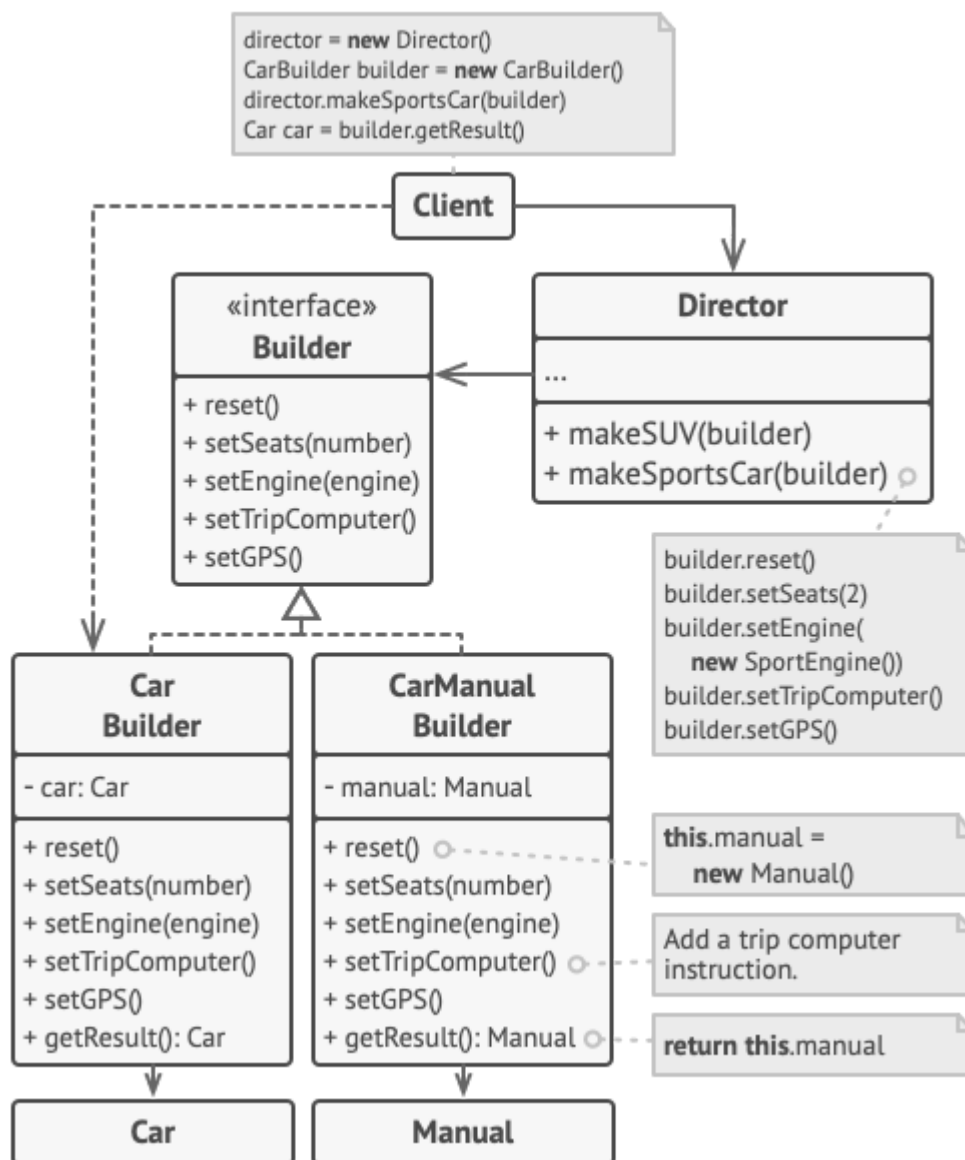 director = new Director()
CarBuilder builder = new CarBuilder()
director.makeSportsCar(builder)
Car car = builder.getResult()
Client
«interface»
Builder
+ reset()
+ setSeats(number)
+ setEngine(engine)
+ setTripComputer()
+ setGPS()
Director
...
+ makeSUV(builder)
+ makeSportsCar(builder)
builder.reset()
builder.setSeats(2)
builder.setEngine(
new SportEngine())
builder.setTripComputer()
builder.setGPS()
Car
Builder
- car: Car
+ reset()
+ setSeats(number)
+ setEngine(engine)
+ setTripComputer()
+ setGPS()
+ getResult(): Car
CarManual
Builder
- manual: Manual
+ reset()
+ setSeats(number)
+ setEngine(engine)
+ setTripComputer()
+ setGPS()
+ getResult(): Manual
this.manual =
new Manual()
Add a trip computer
instruction.
return this.manual
Car
Manual